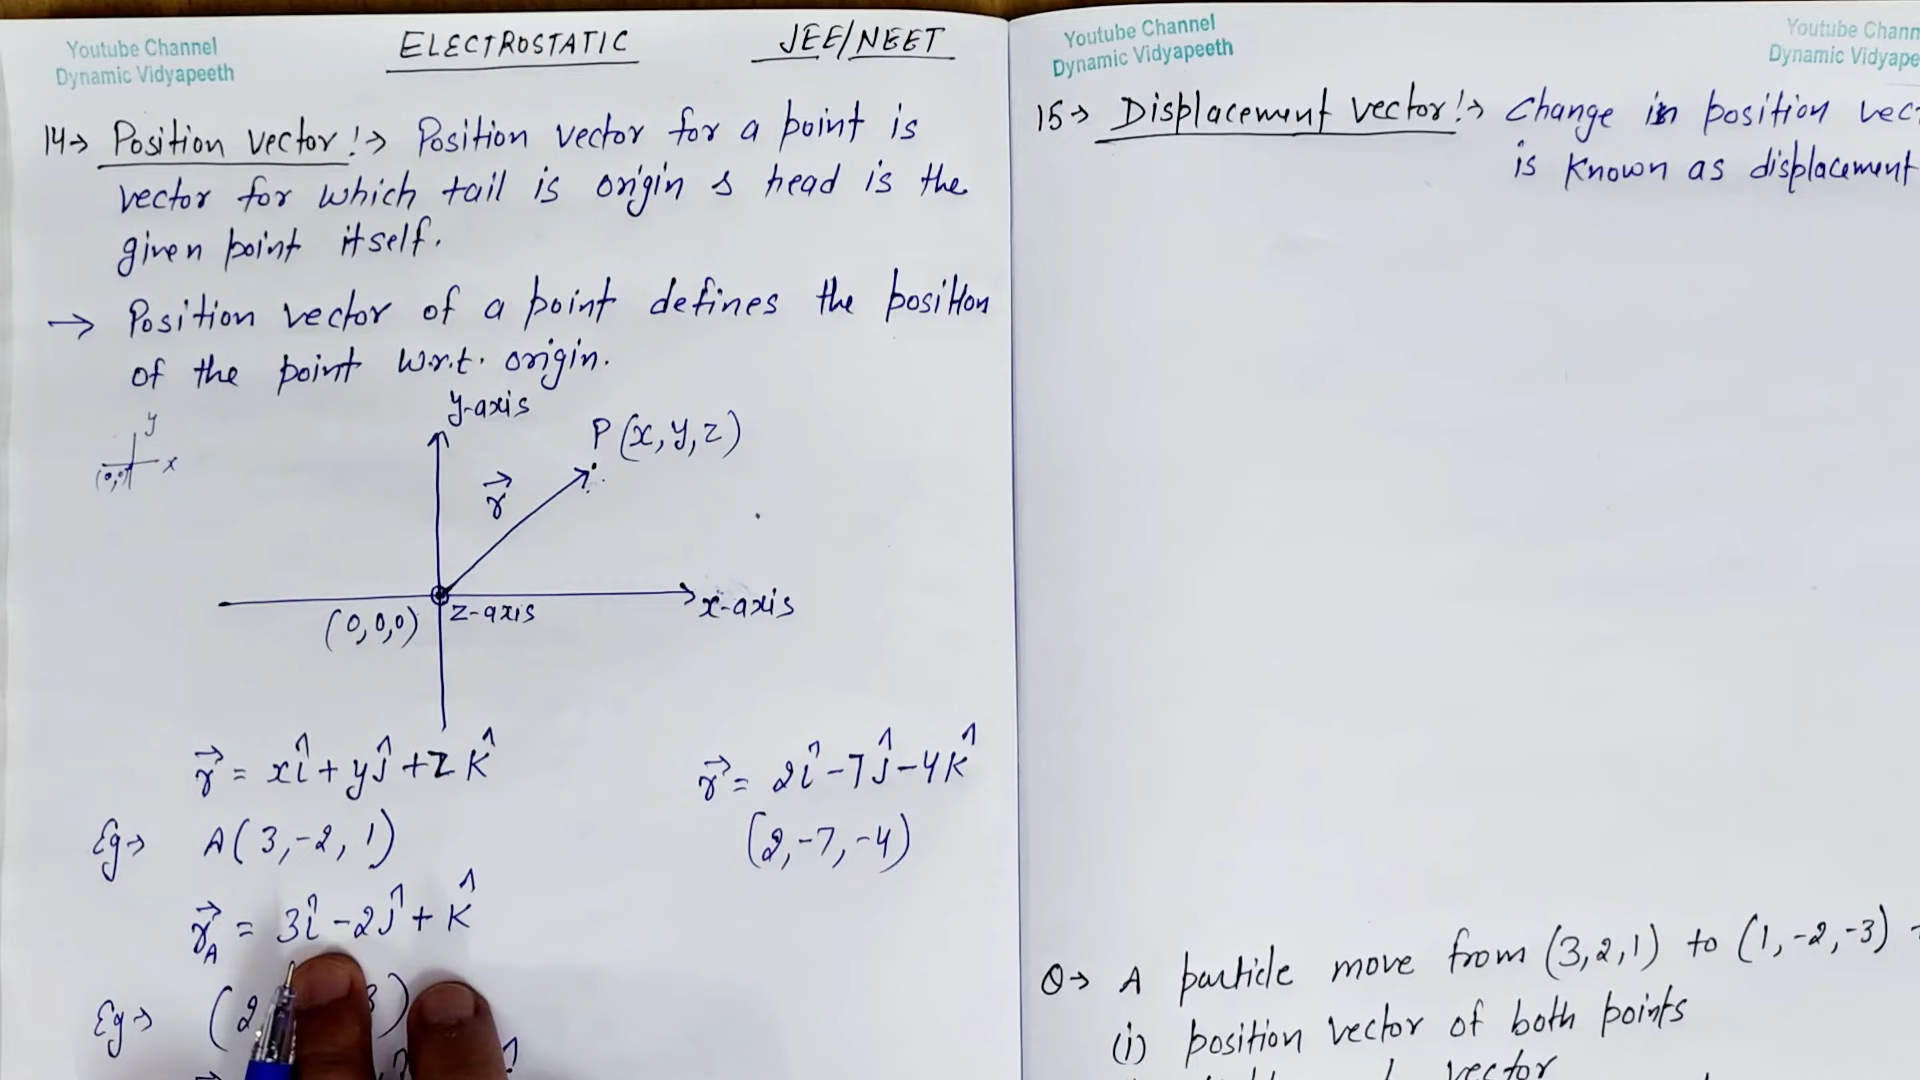 Youtube Channel
Dynamic Vidyapeeth
ELECTROSTATIC
JEE/NEET
14→ Position vector!→ Position vector for a point is
vector for which tail is origin & head is the
given point itself.
→ Position vector of a point defines the position
of the point w.r.t. origin.
y-axis
y
x
(0,0)
P(x,y,z)
r⃗
(0,0,0)
z-axis
x-axis
r⃗ = xî + yĵ + zk̂
r⃗ = 2î - 7ĵ - 4k̂
Eg→ A(3,-2,1)
(2,-7,-4)
r⃗A = 3î - 2ĵ + k̂
Eg→ (2 3)
Youtube Channel
Dynamic Vidyapeeth
Youtube Chann
Dynamic Vidyape
15→ Displacement vector!→ Change in position vec
is known as displacement
Q→ A particle move from (3,2,1) to (1,-2,-3)
(i) position vector of both points
vector